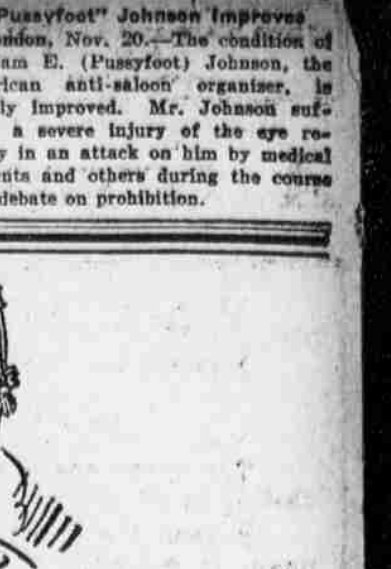 Pussyfoot" Johnson Improves
ondon, Nov. 20.—The condition of
am E. (Pussyfoot) Johnson, the
rican anti-saloon organizer, is
ly improved. Mr. Johnson suf-
a severe injury of the eye re-
y in an attack on him by medical
nts and others during the course
debate on prohibition.